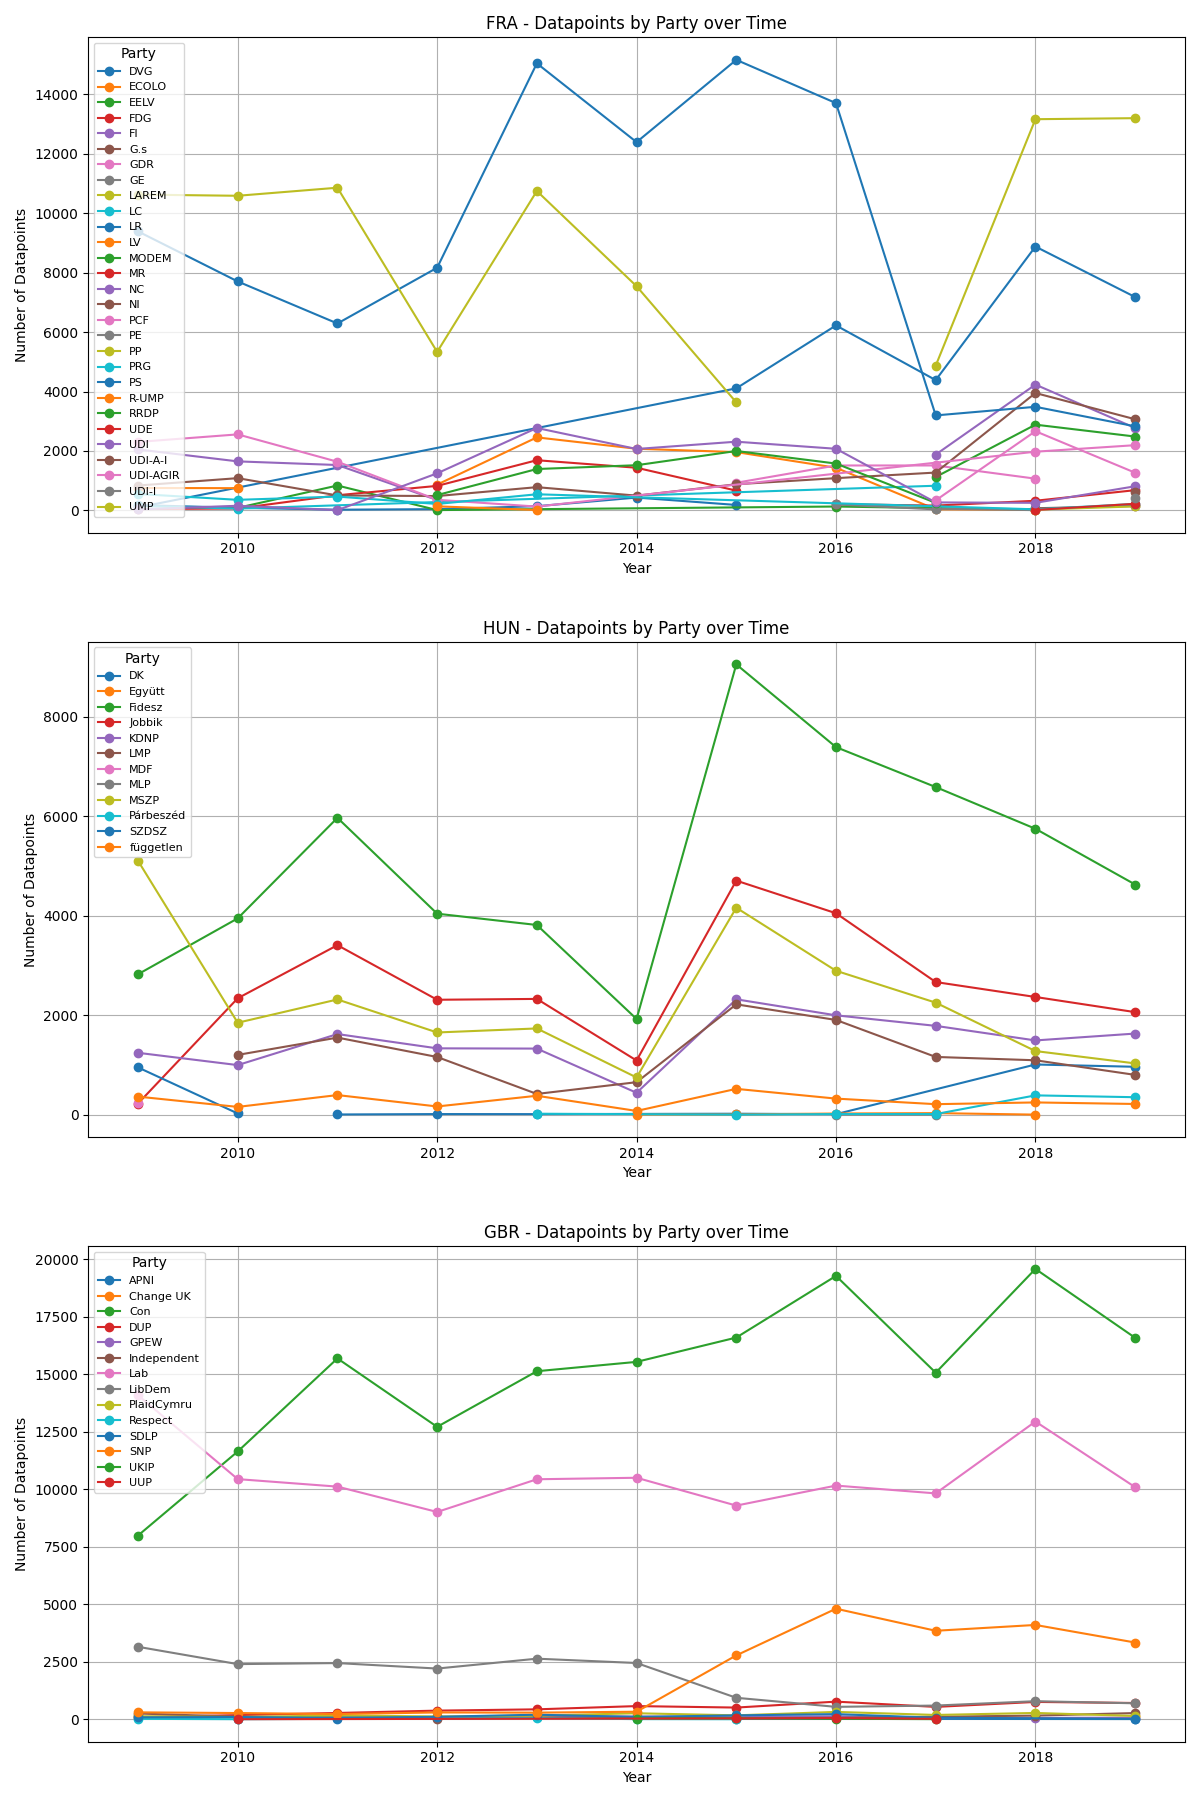 FRA - Datapoints by Party over Time
Number of Datapoints
14000
12000
10000
8000
6000
4000
2000
0
Party
DVG
ECOLO
EELV
FDG
FI
G.s
GDR
GE
LAREM
LC
LR
LV
MODEM
MR
NC
NI
PCF
PE
PP
PRG
PS
R-UMP
RRDP
UDE
UDI
UDI-A-I
UDI-AGIR
UDI-I
UMP
2010 2012 2014 2016 2018
Year
HUN - Datapoints by Party over Time
Number of Datapoints
8000
6000
4000
2000
0
Party
DK
Együtt
Fidesz
Jobbik
KDNP
LMP
MDF
MLP
MSZP
Párbeszéd
SZDSZ
független
2010 2012 2014 2016 2018
Year
GBR - Datapoints by Party over Time
Number of Datapoints
20000
17500
15000
12500
10000
7500
5000
2500
0
Party
APNI
Change UK
Con
DUP
GPEW
Independent
Lab
LibDem
PlaidCymru
Respect
SDLP
SNP
UKIP
UUP
2010 2012 2014 2016 2018
Year